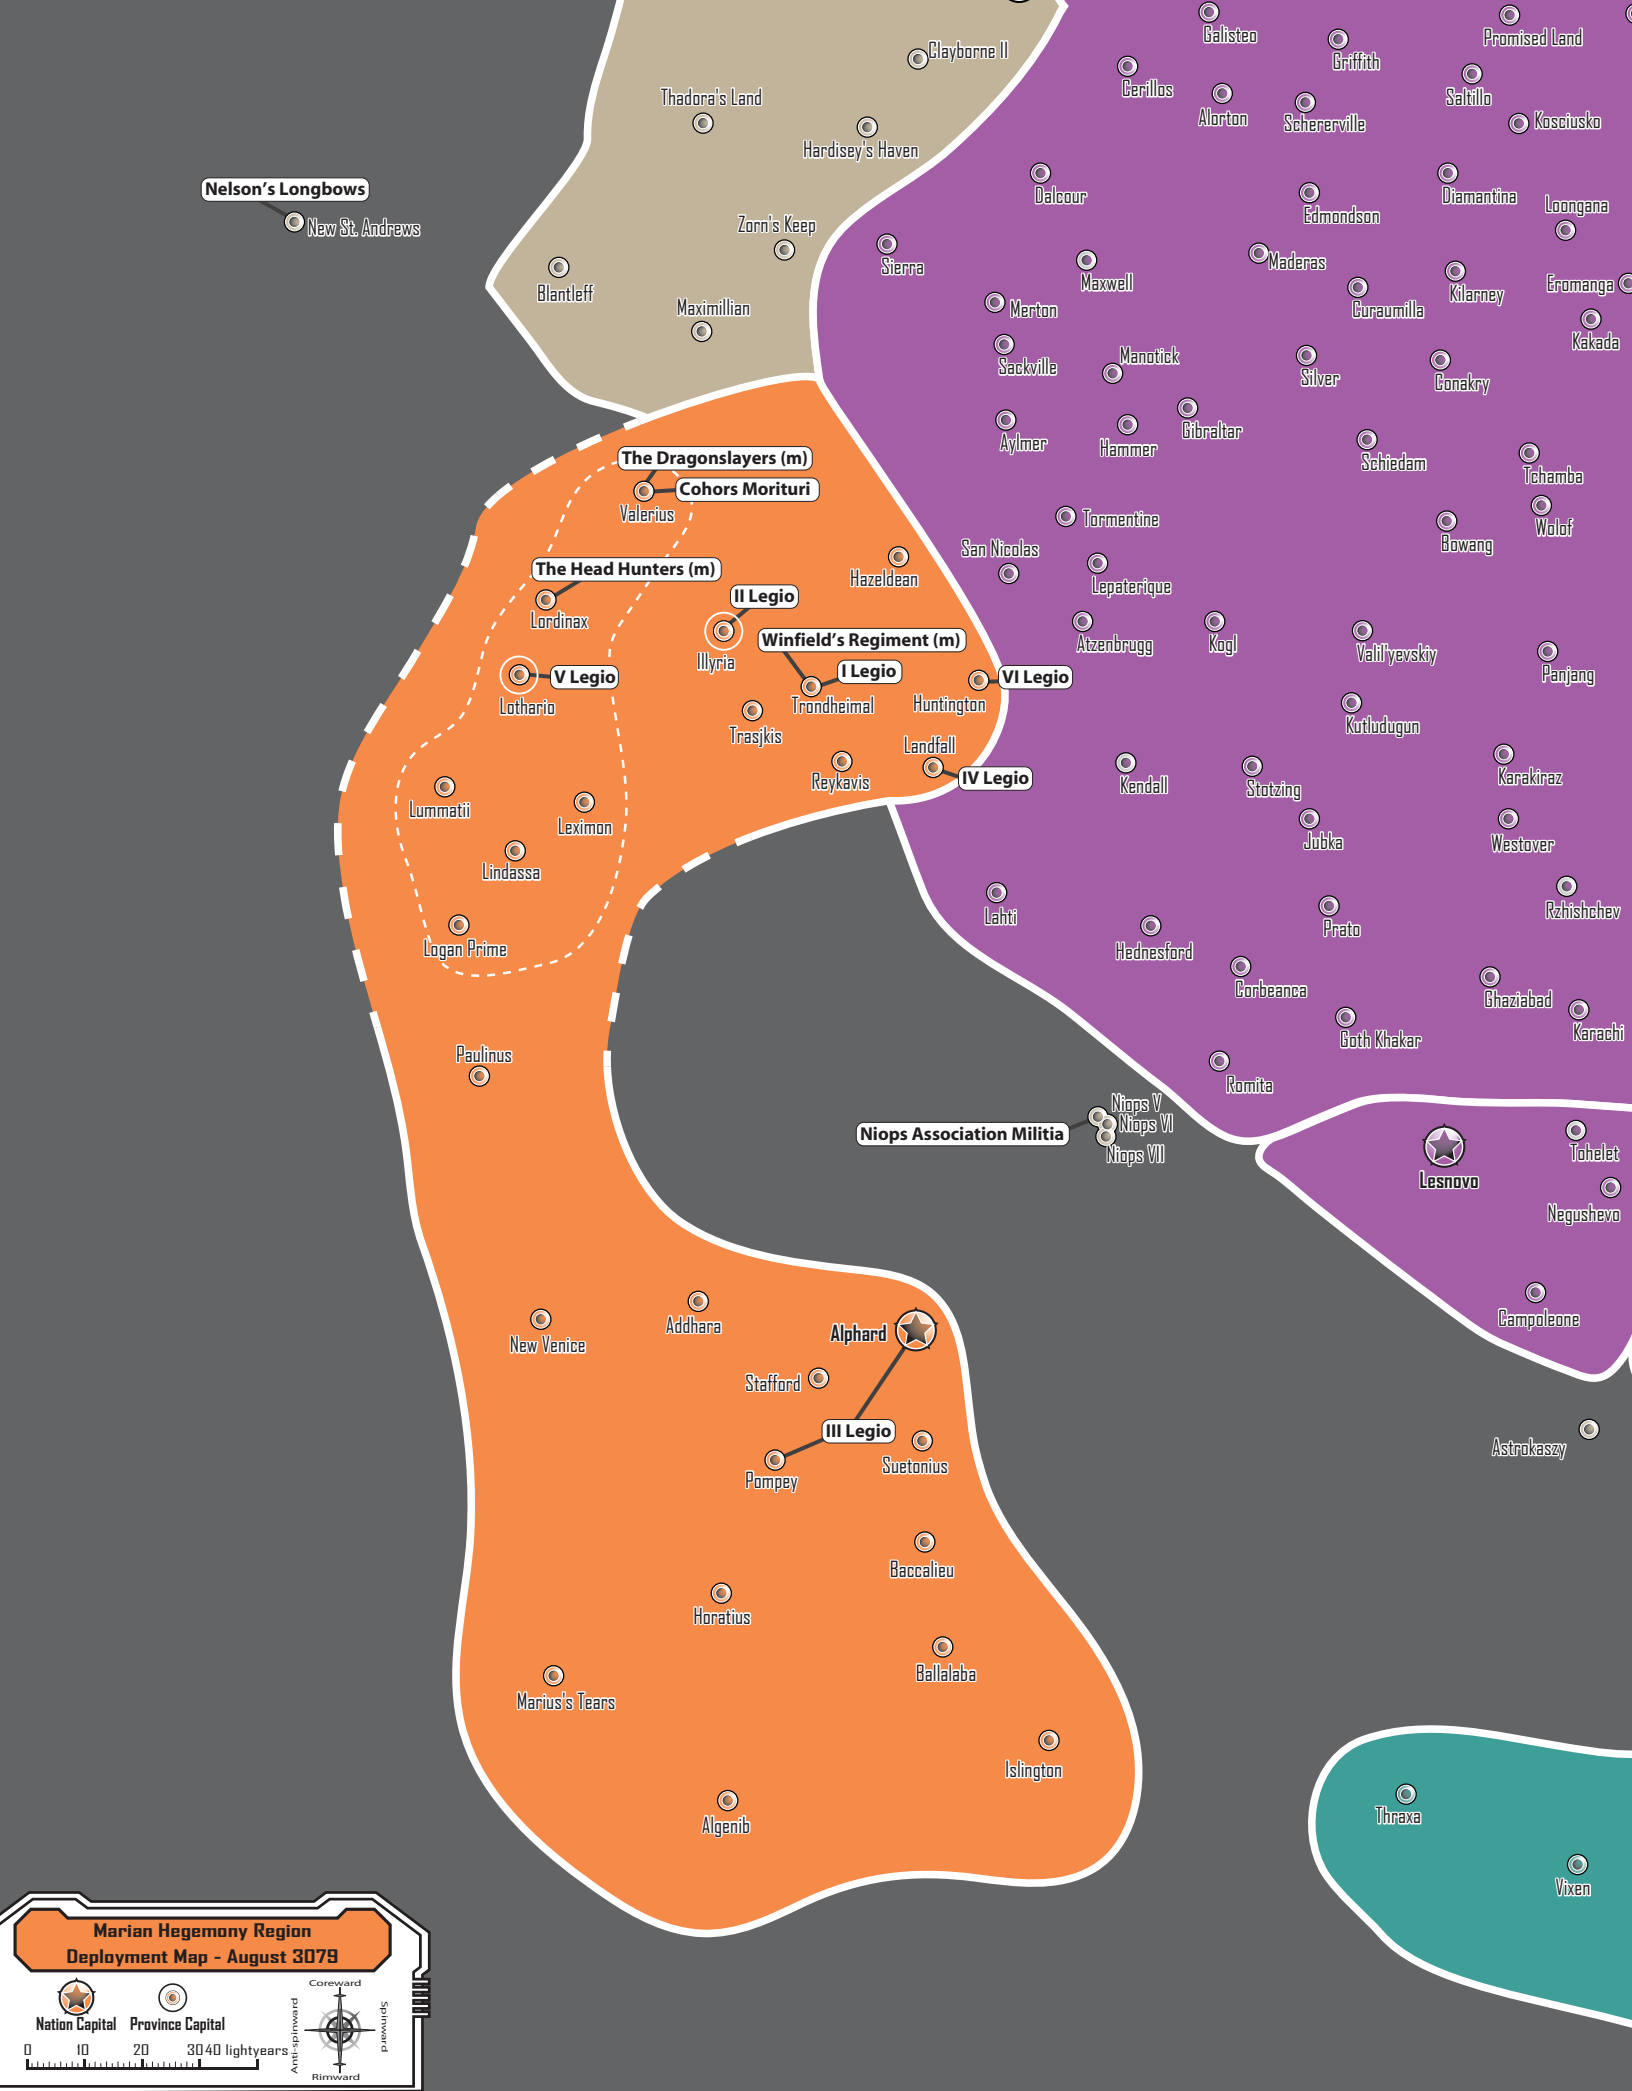 Clayborne II
Galisteo
Promised Land
Griffith
Cerillos
Saltillo
Thadora's Land
Alorton
Schererville
Kosciusko
Hardisey's Haven
Nelson's Longbows
New St. Andrews
Dalcour
Diamantina
Edmondson
Loongana
Zorn's Keep
Sierra
Maderas
Blantleff
Maxwell
Kilarney
Eromanga
Maximillian
Merton
Curaumilla
Kakada
Sackville
Manotick
Silver
Conakry
Aylmer
Hammer
Gibraltar
The Dragonslayers (m)
Schiedam
Cohors Morituri
Valerius
Tchamba
Tormentine
Wolof
San Nicolas
Bowang
The Head Hunters (m)
Hazeldean
Lepaterique
II Legio
Lordinax
Winfield's Regiment (m)
Atzenbrugg
Kogl
Valil'yevskiy
Illyria
I Legio
V Legio
VI Legio
Panjang
Lothario
Trondheimal
Huntington
Trasjkis
Kutludugun
Landfall
Reykavis
IV Legio
Kendall
Stotzing
Karakiraz
Lummatii
Leximon
Jubka
Westover
Lindassa
Lahti
Rzhishchev
Logan Prime
Hednesford
Prato
Corbeanca
Ghaziabad
Karachi
Goth Khakar
Paulinus
Romita
Niops V
Niops VI
Niops Association Militia
Niops VII
Tohelet
Lesnovo
Negushevo
Addhara
Alphard
New Venice
Campoleone
Stafford
III Legio
Astrokaszy
Pompey
Suetonius
Baccalieu
Horatius
Ballalaba
Marius's Tears
Islington
Algenib
Thraxa
Vixen
Marian Hegemony Region
Deployment Map - August 3079
Nation Capital
Province Capital
0 10 20 30 40 lightyears
Coreward
Anti-spinward
Spinward
Rimward